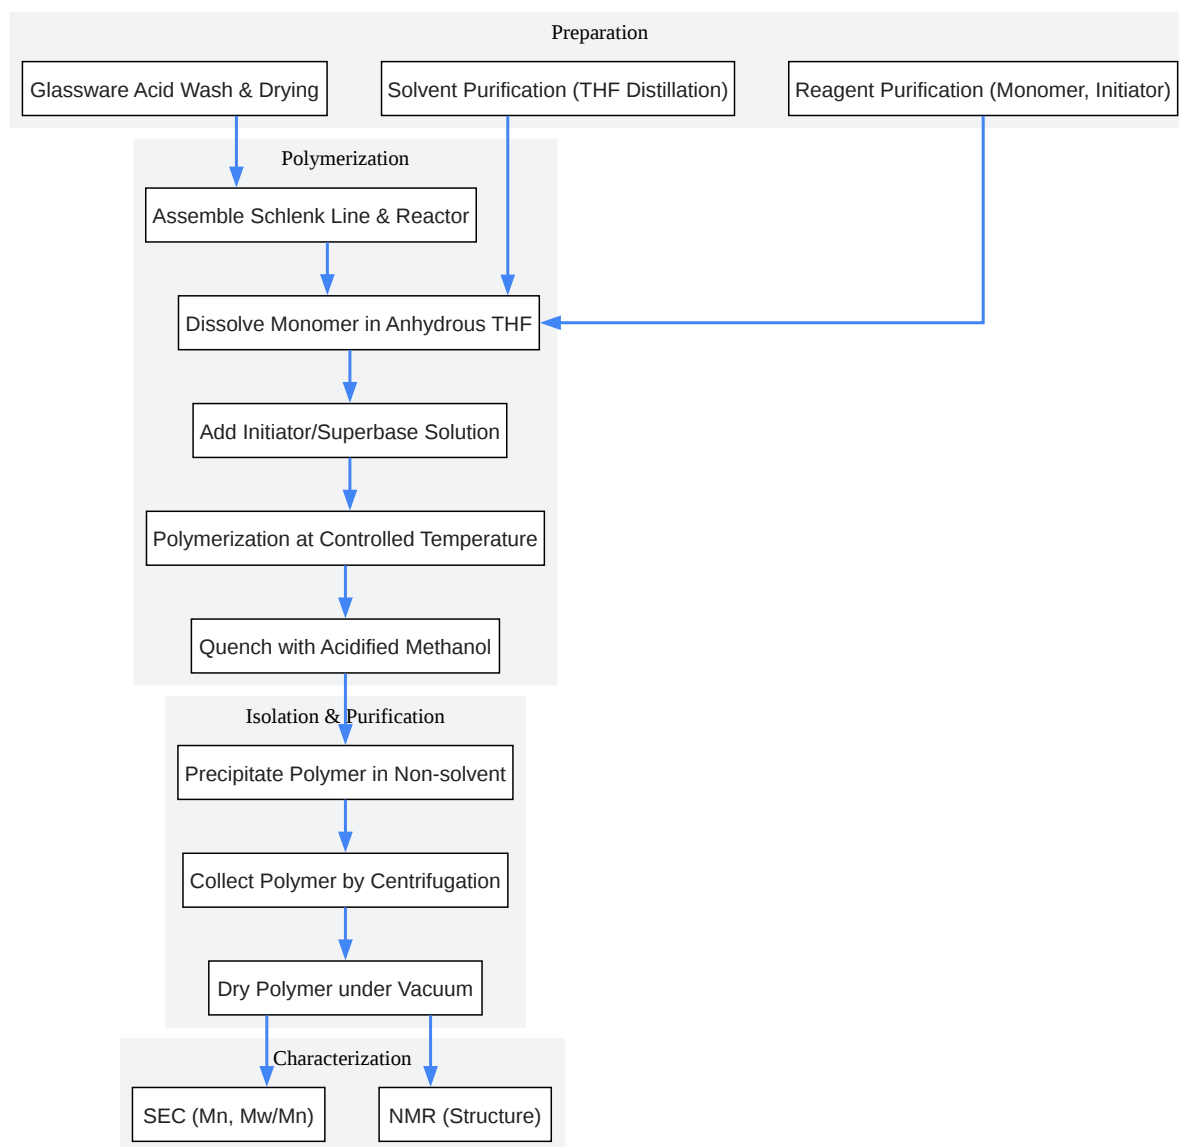 Preparation
Glassware Acid Wash & Drying
Solvent Purification (THF Distillation)
Reagent Purification (Monomer, Initiator)
Polymerization
Assemble Schlenk Line & Reactor
Dissolve Monomer in Anhydrous THF
Add Initiator/Superbase Solution
Polymerization at Controlled Temperature
Quench with Acidified Methanol
Isolation & Purification
Precipitate Polymer in Non-solvent
Collect Polymer by Centrifugation
Dry Polymer under Vacuum
Characterization
SEC (Mn, Mw/Mn)
NMR (Structure)